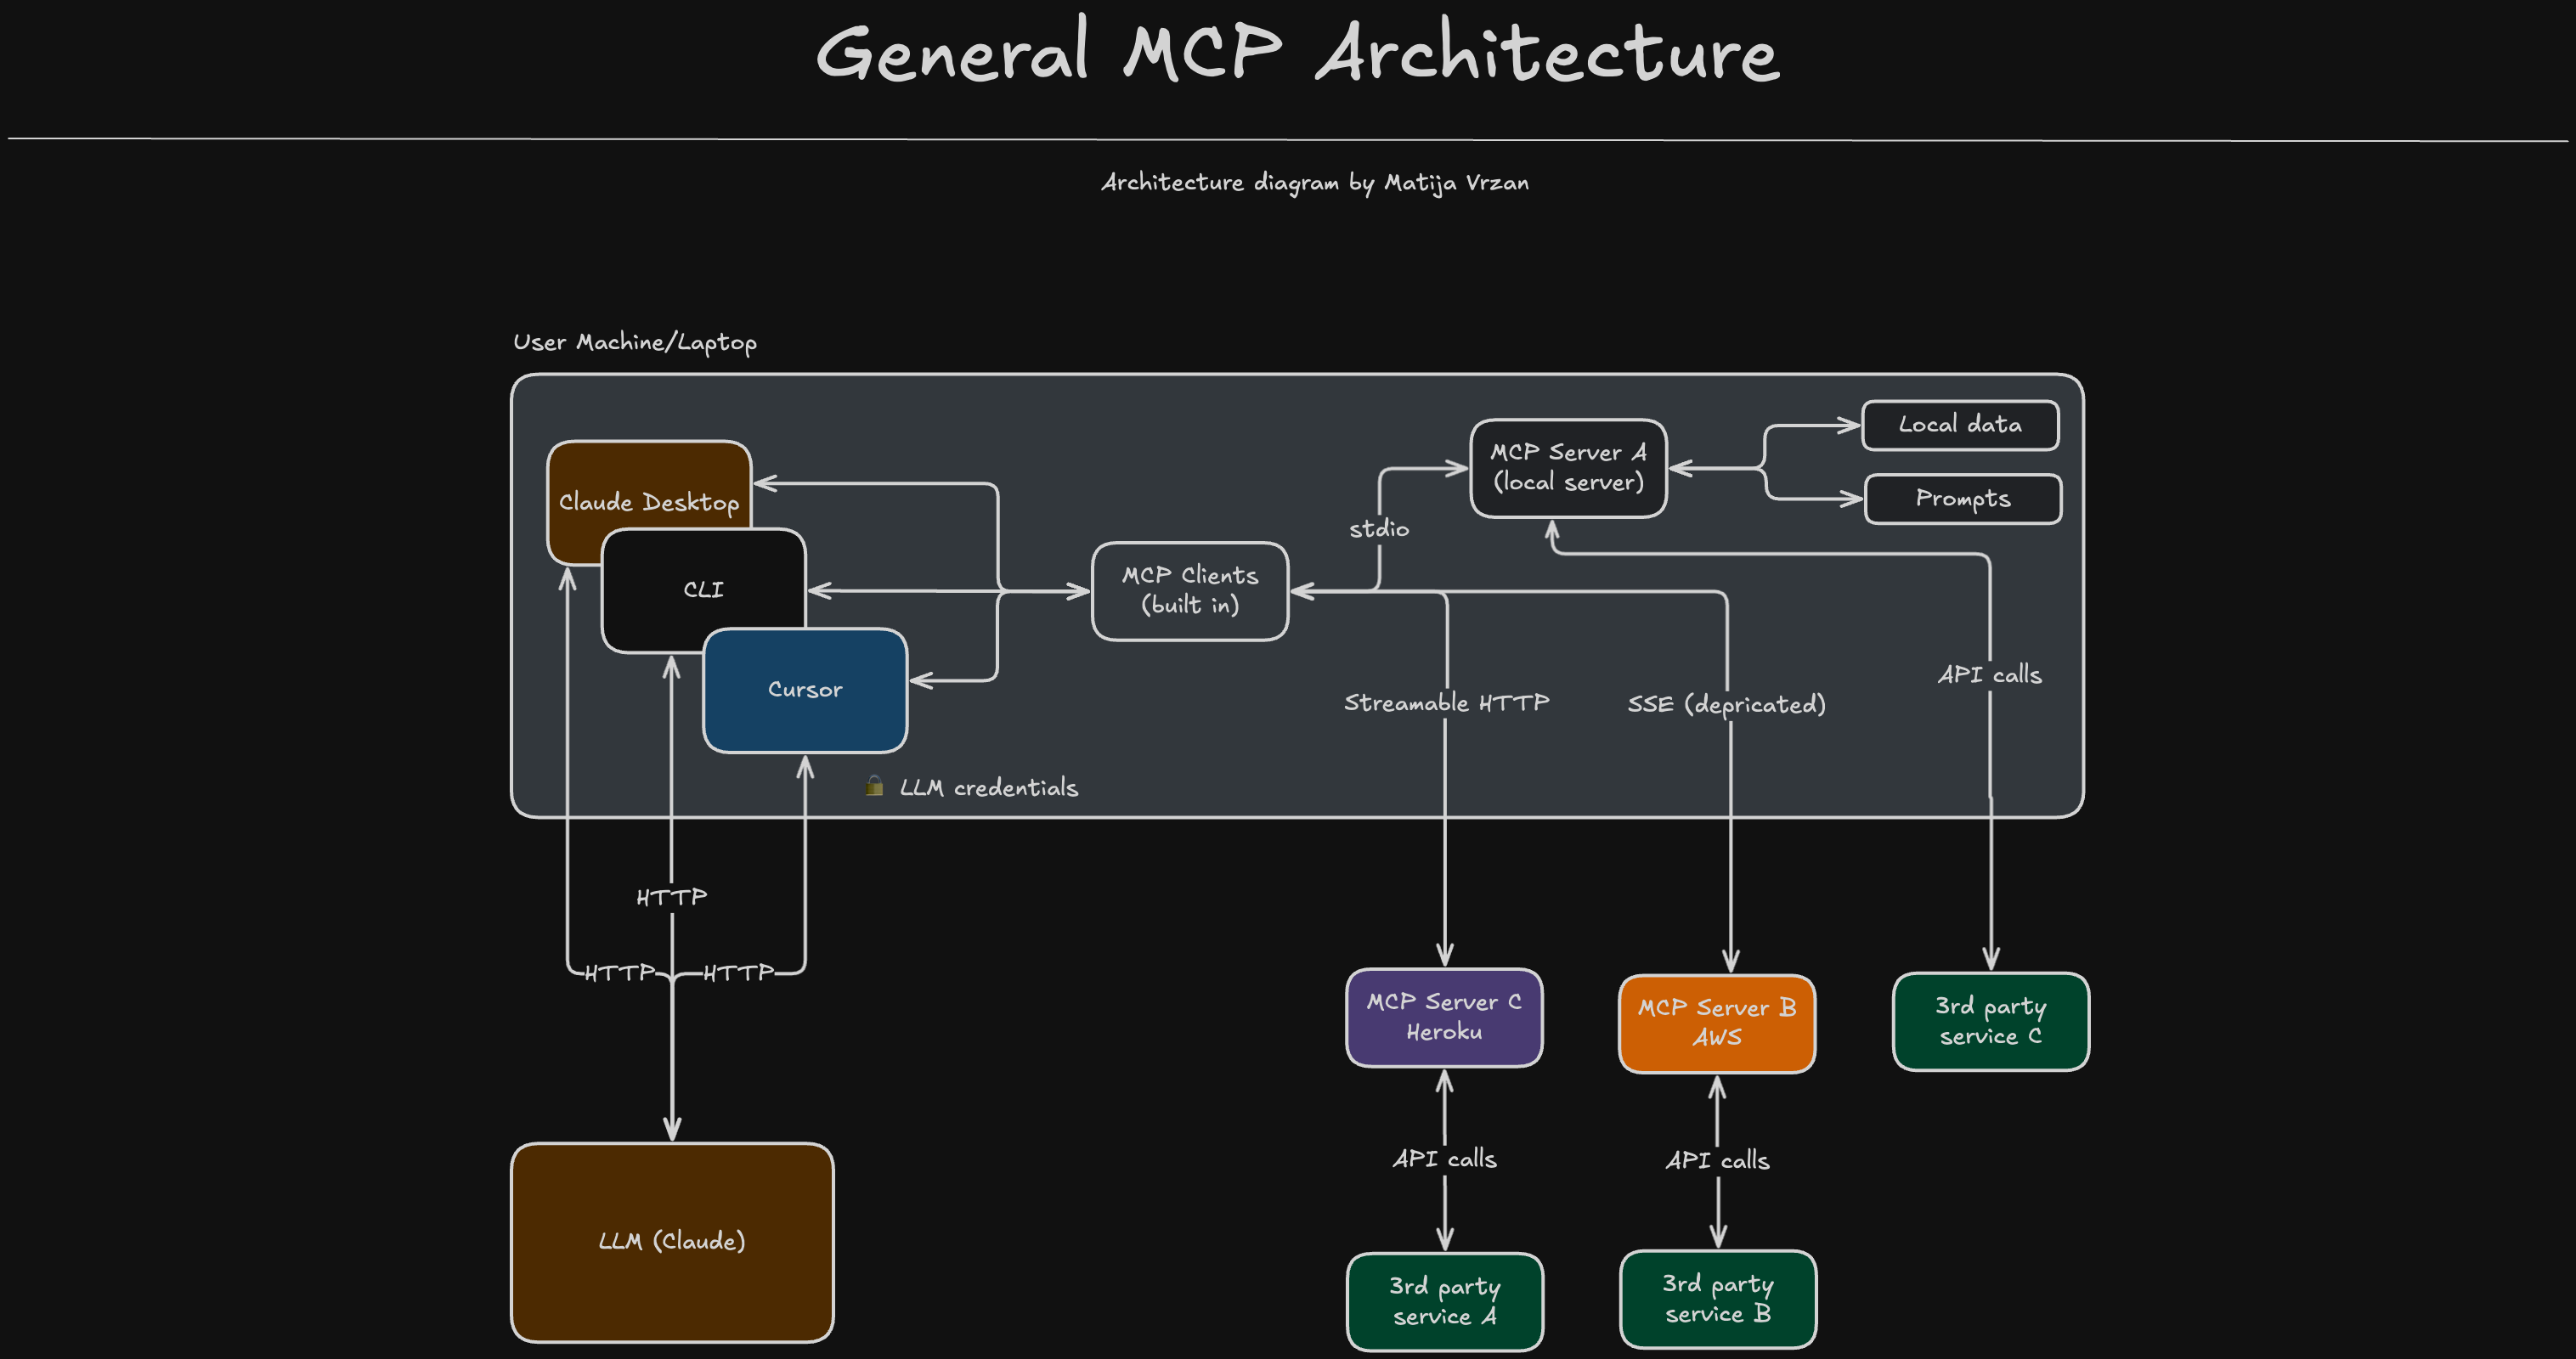 General MCP Architecture
Architecture diagram by Matija Vrzan
User Machine/Laptop
Claude Desktop
CLI
Cursor
LLM credentials
MCP Clients
(built in)
stdio
MCP Server A
(local server)
Local data
Prompts
Streamable HTTP
SSE (depricated)
API calls
HTTP
HTTP
HTTP
LLM (Claude)
MCP Server C
Heroku
MCP Server B
AWS
3rd party
service C
API calls
API calls
3rd party
service A
3rd party
service B